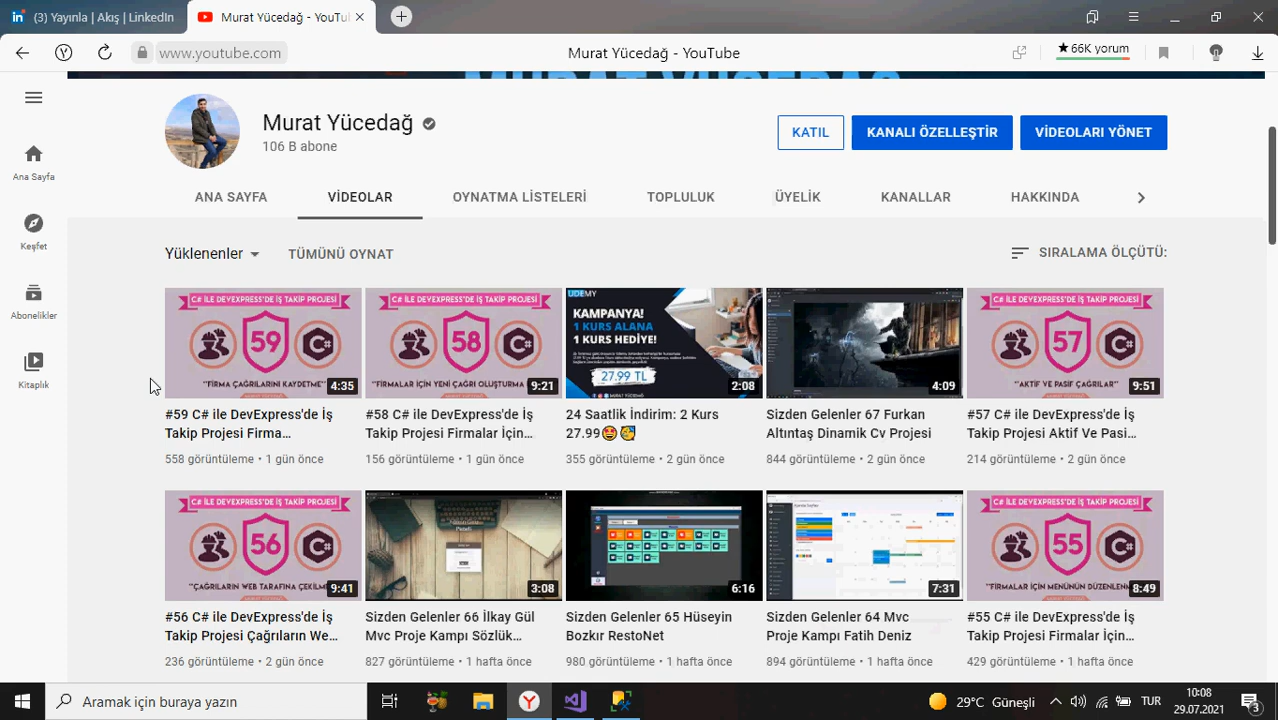 (3) Yayınla | Akış | LinkedIn
Murat Yücedağ - YouTube
www.youtube.com
Murat Yücedağ - YouTube
★ 66K yorum
Murat Yücedağ
106 B abone
KATIL
KANALI ÖZELLEŞTİR
VİDEOLARI YÖNET
Ana Sayfa
Keşfet
Abonelikler
Kitaplık
ANA SAYFA
VİDEOLAR
OYNATMA LİSTELERİ
TOPLULUK
ÜYELİK
KANALLAR
HAKKINDA
Yüklenenler
TÜMÜNÜ OYNAT
SIRALAMA ÖLÇÜTÜ:
C# İLE DEVEXPRESS'DE İŞ TAKİP PROJESİ
59
"FİRMA ÇAĞRILARINI KAYDETME"
4:35
#59 C# ile DevExpress'de İş
Takip Projesi Firma...
558 görüntüleme • 1 gün önce
C# İLE DEVEXPRESS'DE İŞ TAKİP PROJESİ
58
"FİRMALAR İÇİN YENİ ÇAĞRI OLUŞTURMA
9:21
#58 C# ile DevExpress'de İş
Takip Projesi Firmalar İçin...
156 görüntüleme • 1 gün önce
UDEMY
KAMPANYA!
1 KURS ALANA
1 KURS HEDİYE!
27.99 TL
2:08
24 Saatlik İndirim: 2 Kurs
27.99🤩🥳
355 görüntüleme • 2 gün önce
4:09
Sizden Gelenler 67 Furkan
Altıntaş Dinamik Cv Projesi
844 görüntüleme • 2 gün önce
C# İLE DEVEXPRESS'DE İŞ TAKİP PROJESİ
57
"AKTİF VE PASİF ÇAĞRILAR"
9:51
#57 C# ile DevExpress'de İş
Takip Projesi Aktif Ve Pasi...
214 görüntüleme • 2 gün önce
C# İLE DEVEXPRESS'DE İŞ TAKİP PROJESİ
56
"ÇAĞRILARIN WEB TARAFINA ÇEKİLM
9:41
#56 C# ile DevExpress'de İş
Takip Projesi Çağrıların We...
236 görüntüleme • 2 gün önce
3:08
Sizden Gelenler 66 İlkay Gül
Mvc Proje Kampı Sözlük...
827 görüntüleme • 1 hafta önce
6:16
Sizden Gelenler 65 Hüseyin
Bozkır RestoNet
980 görüntüleme • 1 hafta önce
7:31
Sizden Gelenler 64 Mvc
Proje Kampı Fatih Deniz
894 görüntüleme • 1 hafta önce
C# İLE DEVEXPRESS'DE İŞ TAKİP PROJESİ
55
"FİRMALAR İÇİN MENÜNÜN DÜZENLEN
8:49
#55 C# ile DevExpress'de İş
Takip Projesi Firmalar İçin...
429 görüntüleme • 1 hafta önce
Aramak için buraya yazın
29°C Güneşli
TUR
10:08
29.07.2021
3